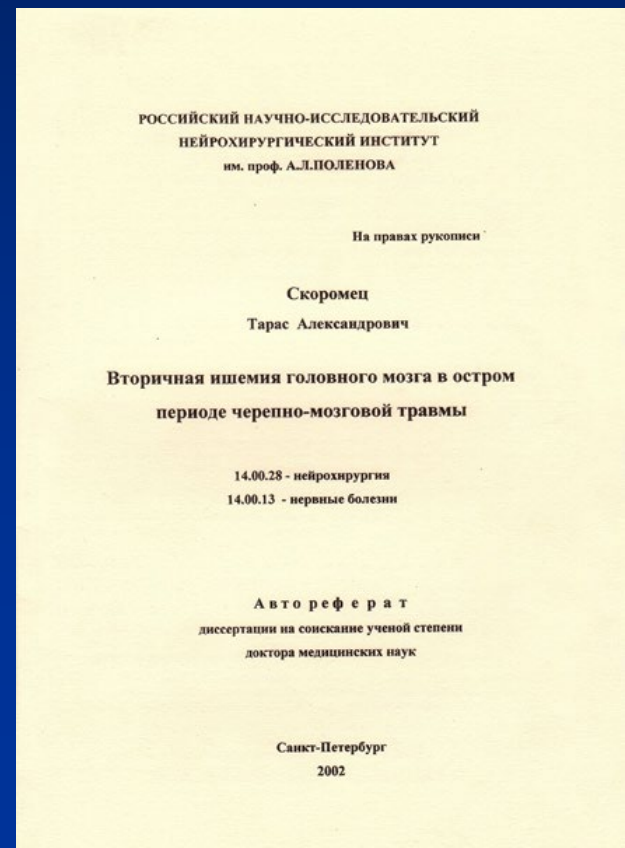 РОССИЙСКИЙ НАУЧНО-ИССЛЕДОВАТЕЛЬСКИЙ
НЕЙРОХИРУРГИЧЕСКИЙ ИНСТИТУТ
им. проф. А.Л.ПОЛЕНОВА
На правах рукописи
Скоромец
Тарас Александрович
Вторичная ишемия головного мозга в остром
периоде черепно-мозговой травмы
14.00.28 - нейрохирургия
14.00.13 - нервные болезни
А в т о р е ф е р а т
диссертации на соискание ученой степени
доктора медицинских наук
Санкт-Петербург
2002